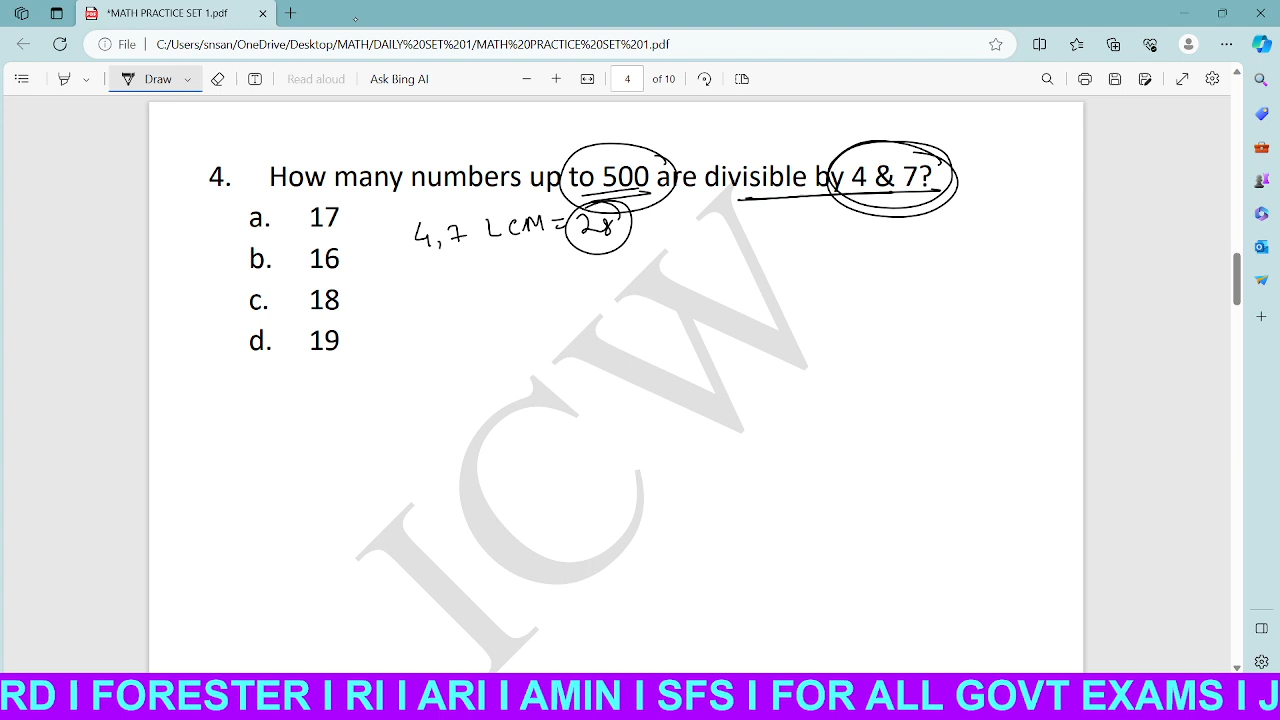 *MATH PRACTICE SET 1.pdf
File C:/Users/snsan/OneDrive/Desktop/MATH/DAILY%20SET%201/MATH%20PRACTICE%20SET%201.pdf
Draw Read aloud Ask Bing AI 4 of 10
4. How many numbers up to 500 are divisible by 4 & 7?
a. 17
4,7 LCM = 28
b. 16
c. 18
d. 19
ICW
RD I FORESTER I RI I ARI I AMIN I SFS I FOR ALL GOVT EXAMS I J